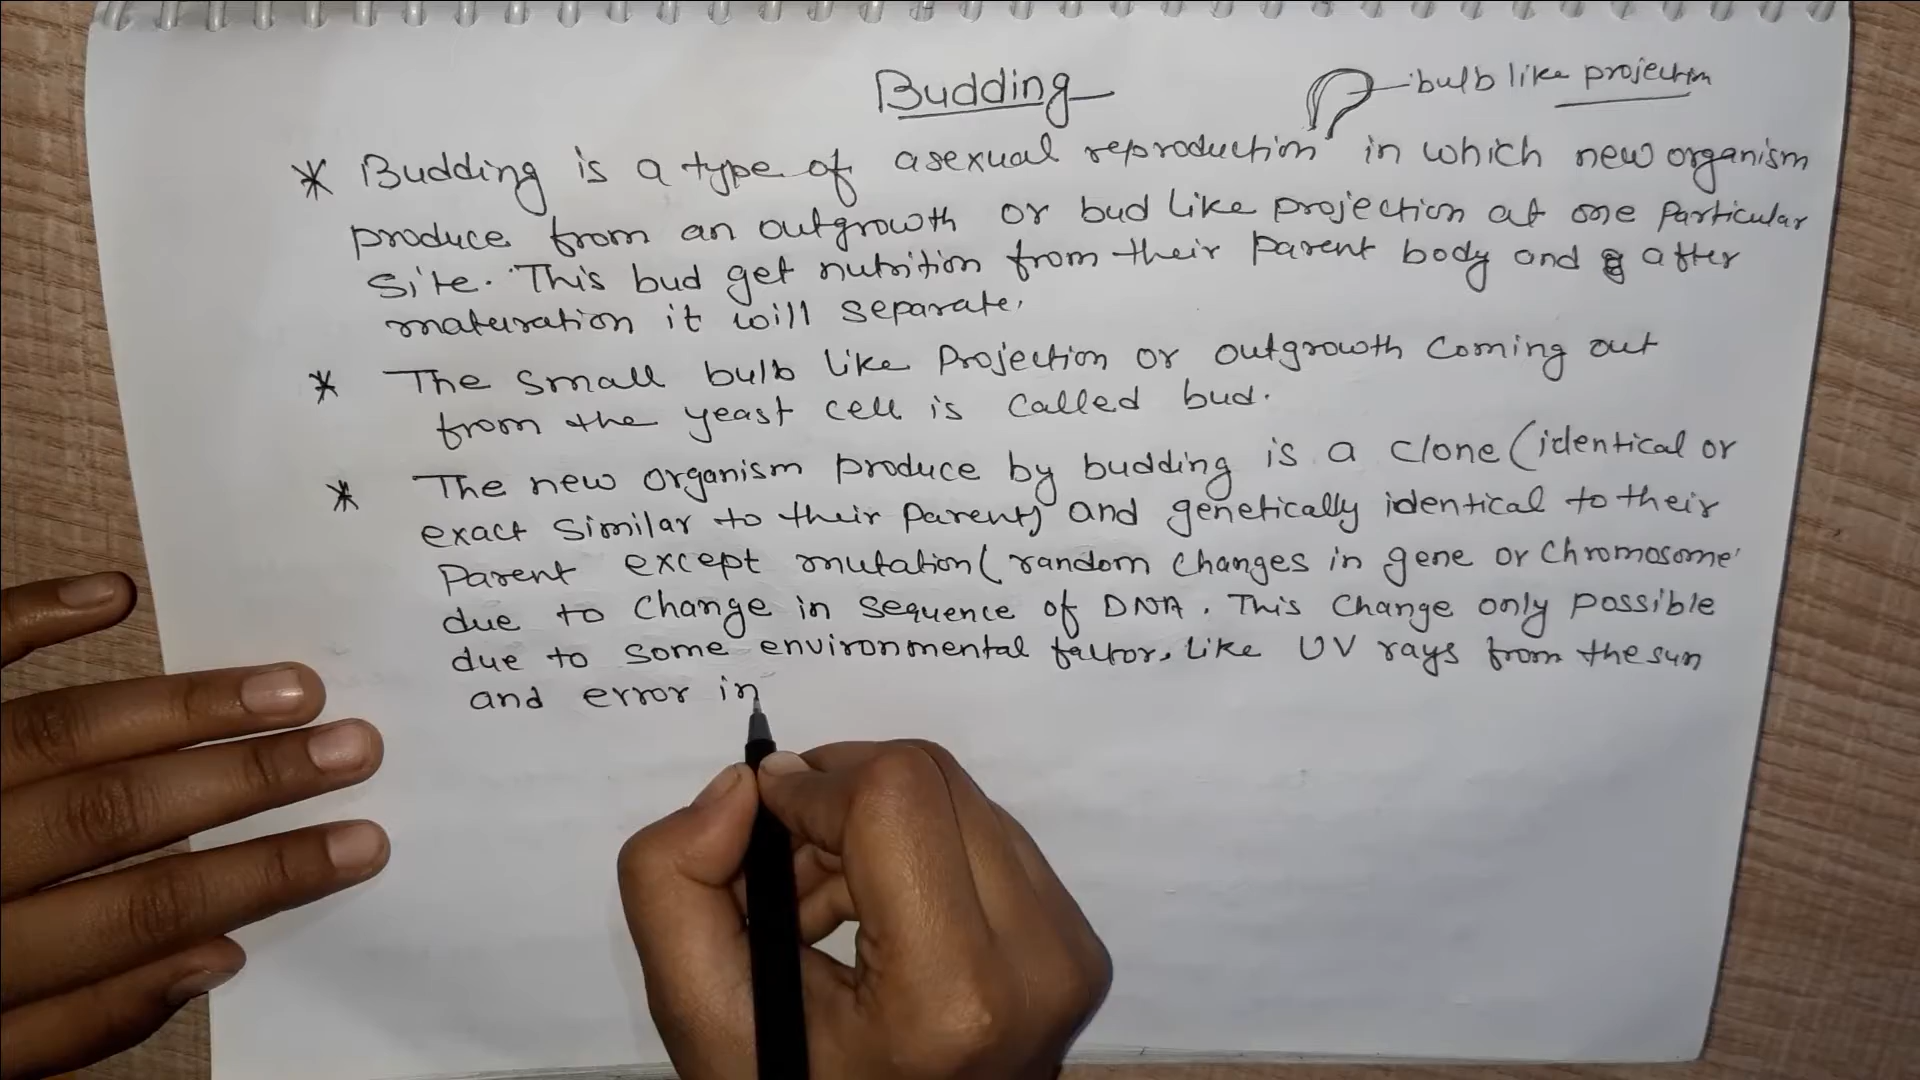 Budding
bulb like projection
* Budding is a type of asexual reproduction in which new organism
produce from an outgrowth or bud like projection at one particular
site. This bud get nutrition from their parent body and after
maturation it will separate.
* The small bulb like projection or outgrowth coming out
from the yeast cell is called bud.
* The new organism produce by budding is a clone (identical or
exact similar to their parent) and genetically identical to their
parent except mutation ( random changes in gene or chromosome
due to change in sequence of DNA. This change only possible
due to some environmental factor, like UV rays from the sun
and error in